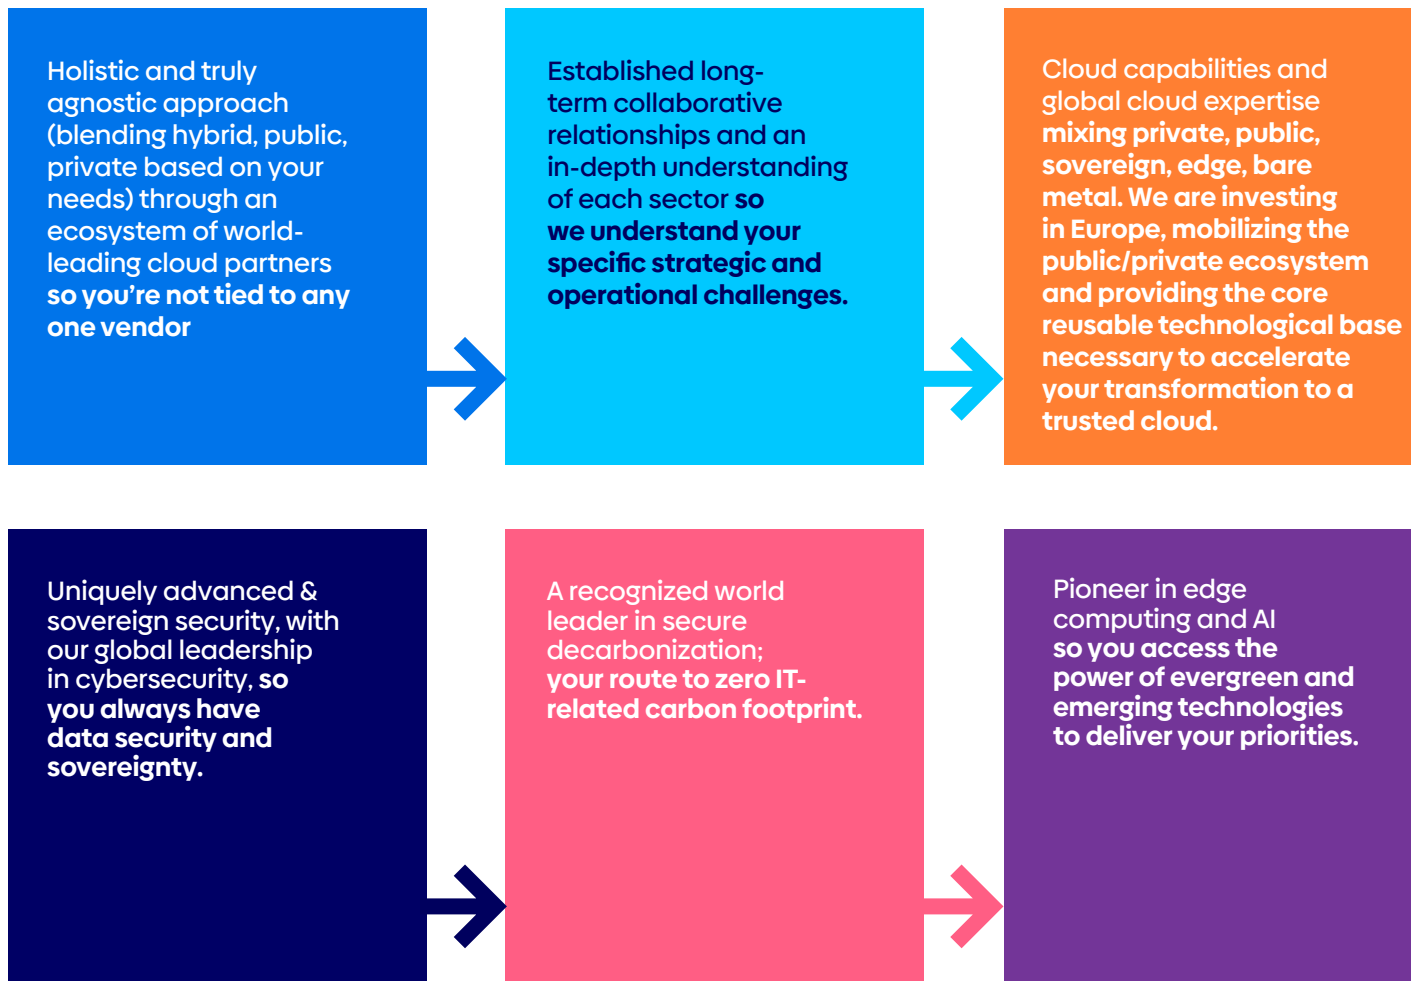 Holistic and truly
agnostic approach
(blending hybrid, public,
private based on your
needs) through an
ecosystem of world-
leading cloud partners
so you’re not tied to any
one vendor
Established long-
term collaborative
relationships and an
in-depth understanding
of each sector so
we understand your
specific strategic and
operational challenges.
Cloud capabilities and
global cloud expertise
mixing private, public,
sovereign, edge, bare
metal. We are investing
in Europe, mobilizing the
public/private ecosystem
and providing the core
reusable technological base
necessary to accelerate
your transformation to a
trusted cloud.
Uniquely advanced &
sovereign security, with
our global leadership
in cybersecurity, so
you always have
data security and
sovereignty.
A recognized world
leader in secure
decarbonization;
your route to zero IT-
related carbon footprint.
Pioneer in edge
computing and AI
so you access the
power of evergreen and
emerging technologies
to deliver your priorities.